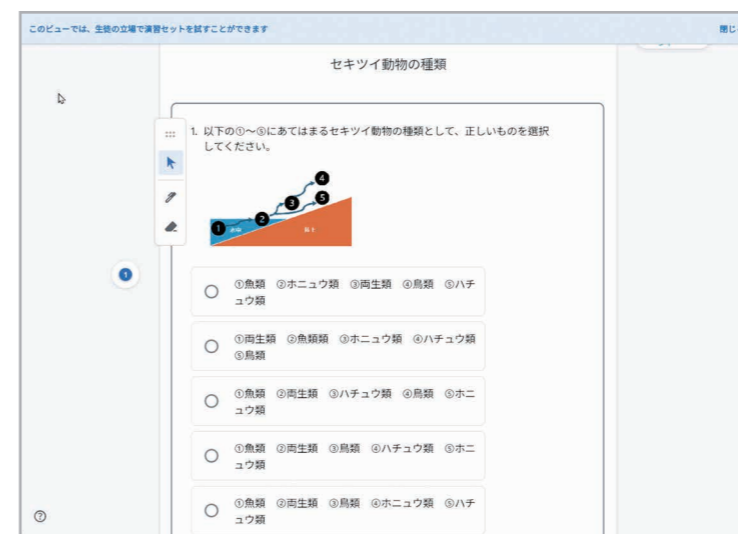 このビューでは、生徒の立場で演習セットを試すことができます
閉じ
セキツイ動物の種類
1. 以下の①～⑤にあてはまるセキツイ動物の種類として、正しいものを選択
してください。
4
3
5
2
1
陸上
1
①魚類 ②ホニュウ類 ③両生類 ④鳥類 ⑤ハチ
ュウ類
①両生類 ②魚類類 ③ホニュウ類 ④ハチュウ類
⑤鳥類
①魚類 ②両生類 ③ハチュウ類 ④鳥類 ⑤ホニ
ュウ類
①魚類 ②両生類 ③鳥類 ④ハチュウ類 ⑤ホニ
ュウ類
①魚類 ②両生類 ③鳥類 ④ホニュウ類 ⑤ハチ
ュウ類